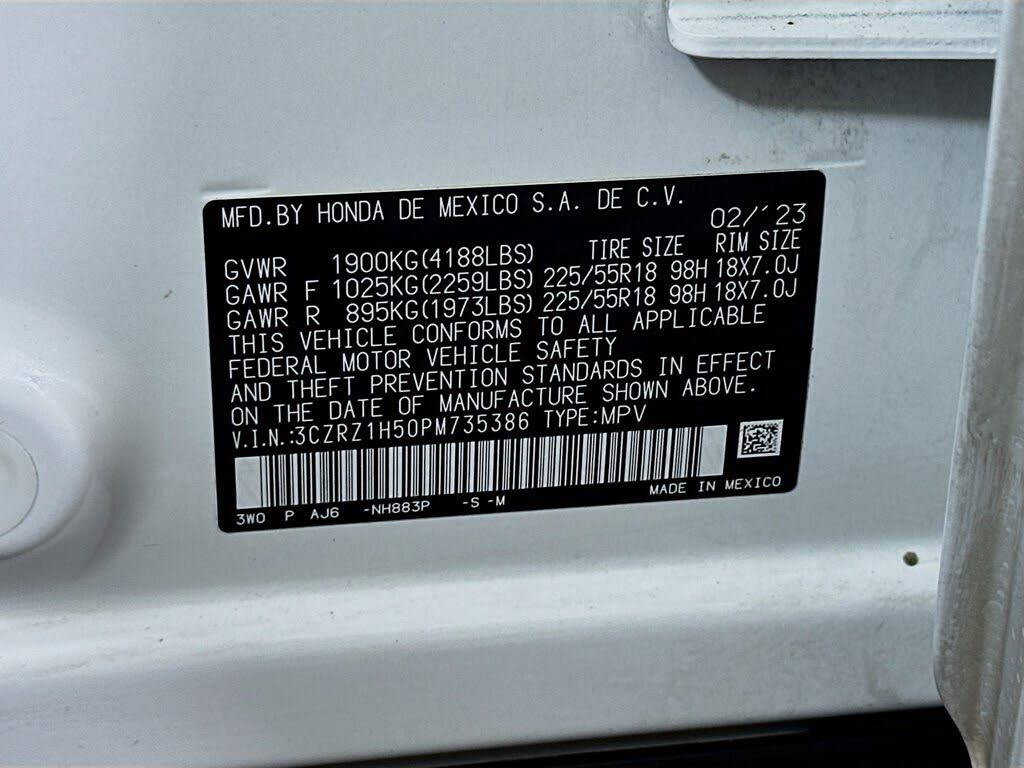 MFD.BY HONDA DE MEXICO S.A. DE C.V.
02/'23
TIRE SIZE RIM SIZE
GVWR 1900KG(4188LBS)
GAWR F 1025KG(2259LBS) 225/55R18 98H 18X7.0J
GAWR R 895KG(1973LBS) 225/55R18 98H 18X7.0J
THIS VEHICLE CONFORMS TO ALL APPLICABLE
FEDERAL MOTOR VEHICLE SAFETY
AND THEFT PREVENTION STANDARDS IN EFFECT
ON THE DATE OF MANUFACTURE SHOWN ABOVE.
V.I.N.:3CZRZ1H50PM735386 TYPE:MPV
3WO P AJ6 -NH883P -S -M MADE IN MEXICO